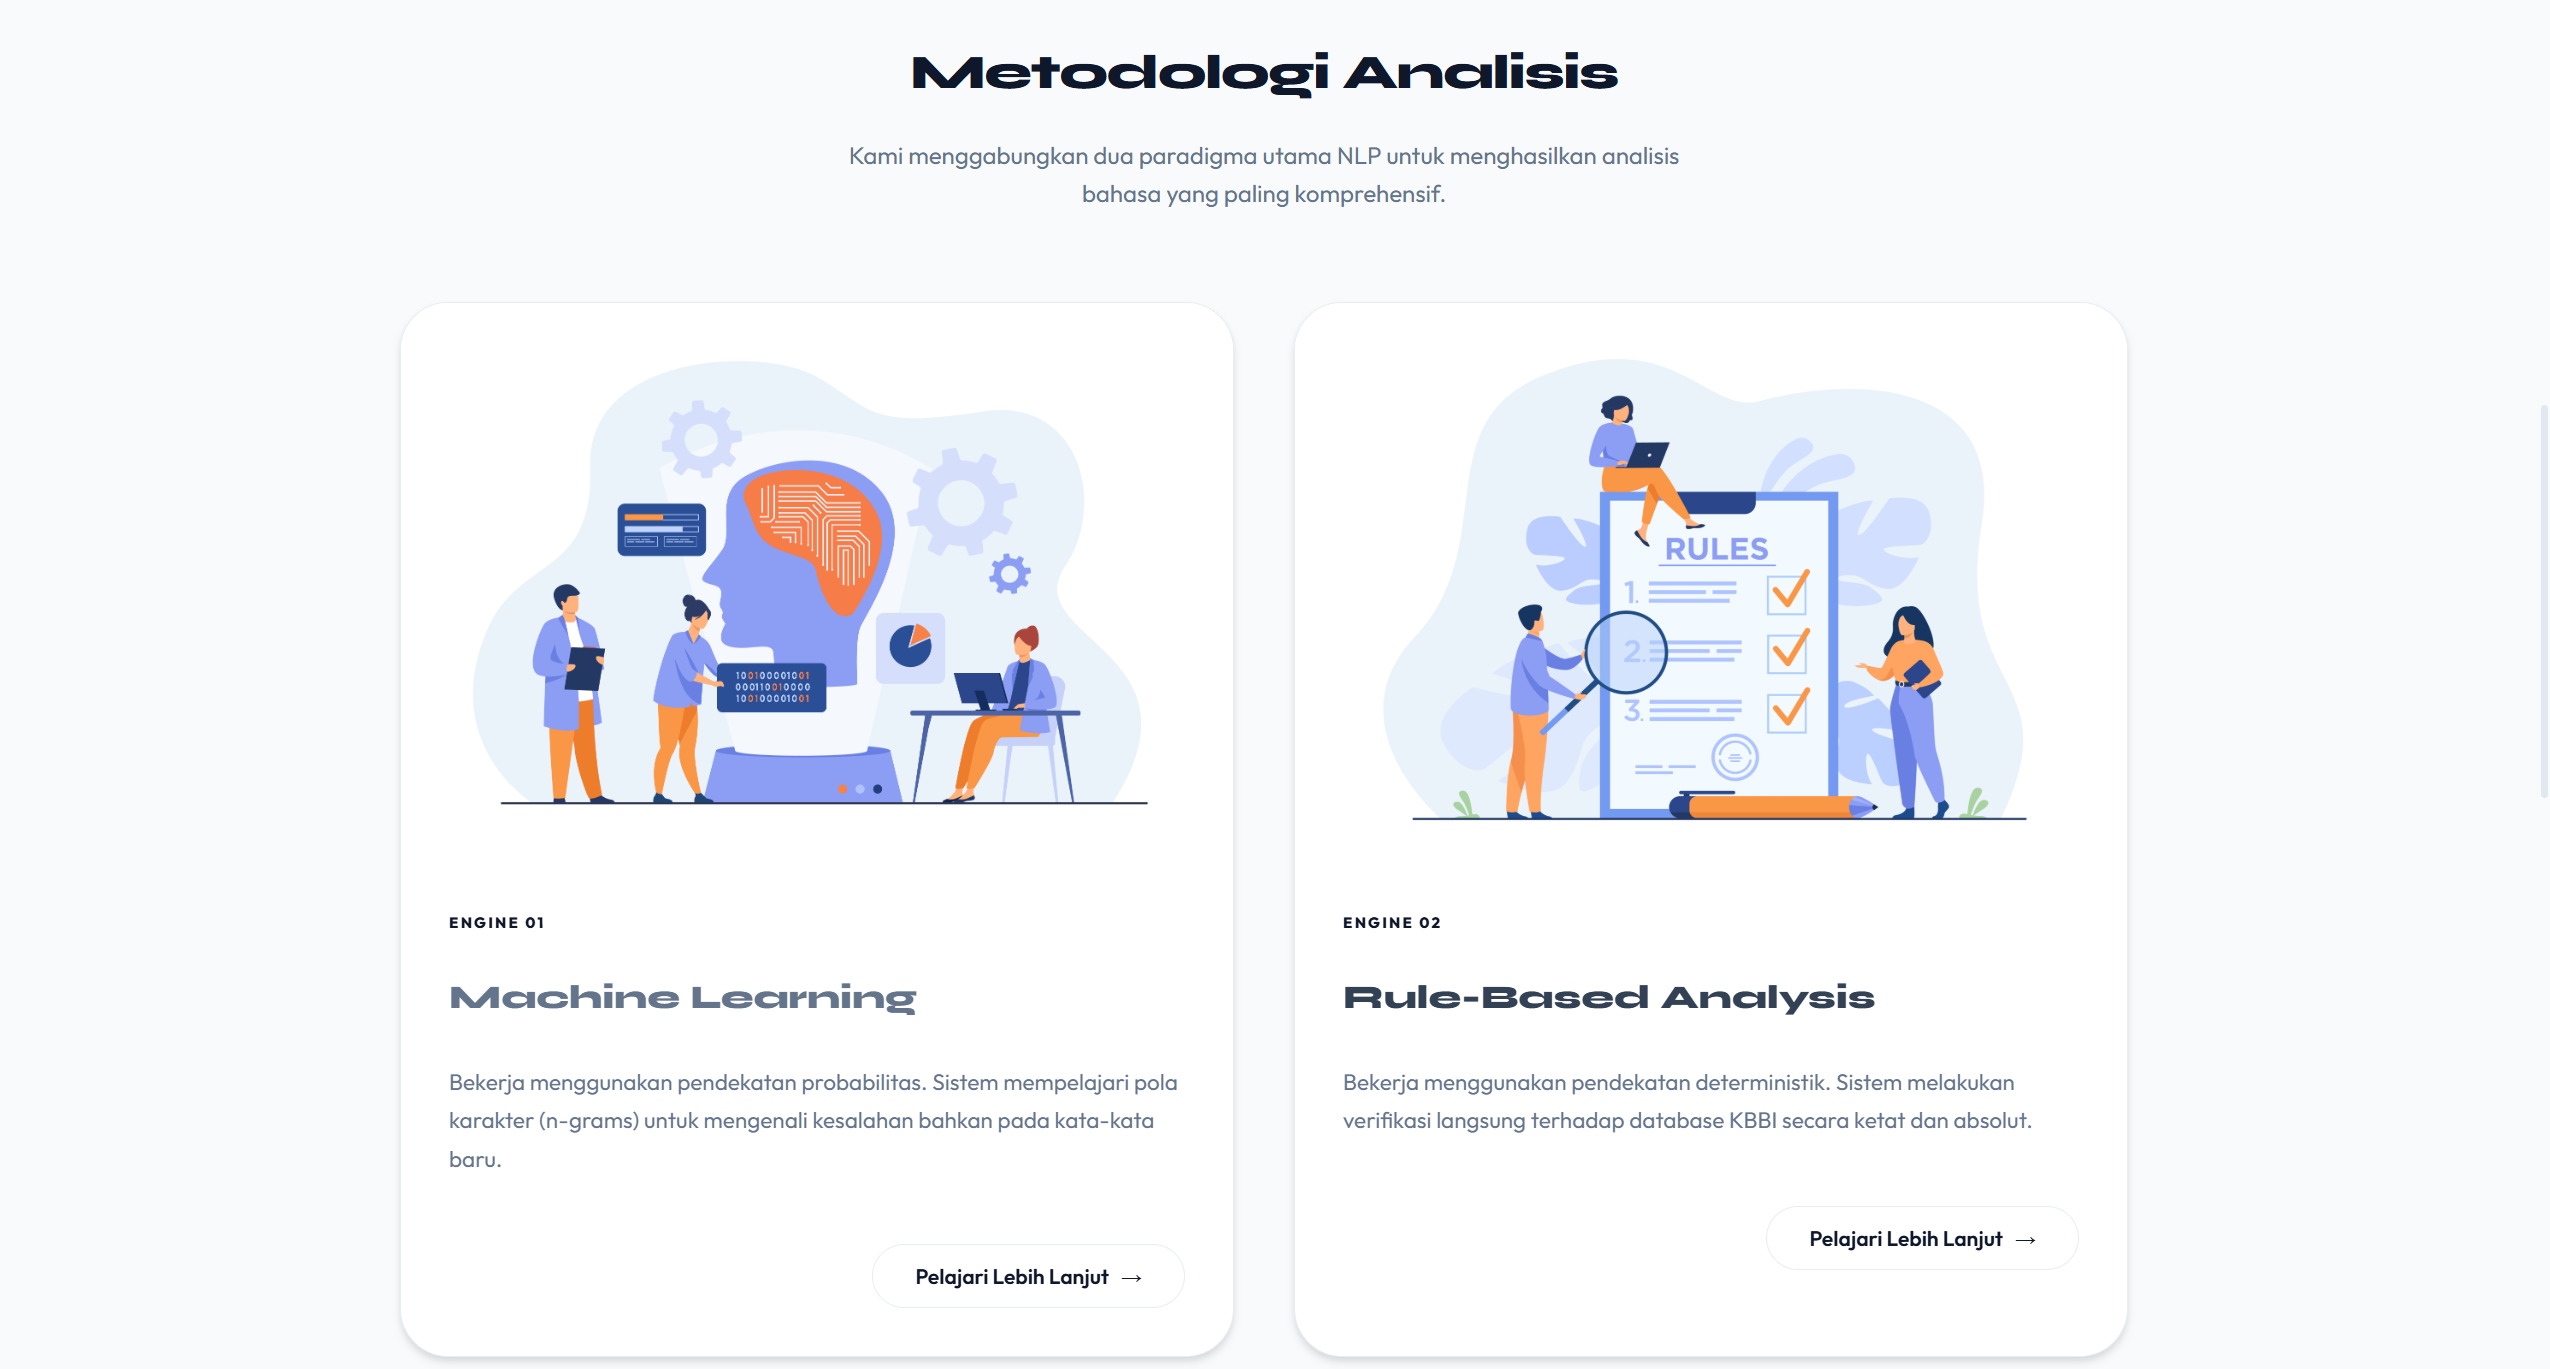 Metodologi Analisis
Kami menggabungkan dua paradigma utama NLP untuk menghasilkan analisis
bahasa yang paling komprehensif.
10010000010001
000110010000
10010000010001
ENGINE 01
Machine Learning
Bekerja menggunakan pendekatan probabilitas. Sistem mempelajari pola
karakter (n-grams) untuk mengenali kesalahan bahkan pada kata-kata
baru.
Pelajari Lebih Lanjut →
RULES
1.
2.
3.
ENGINE 02
Rule-Based Analysis
Bekerja menggunakan pendekatan deterministik. Sistem melakukan
verifikasi langsung terhadap database KBBI secara ketat dan absolut.
Pelajari Lebih Lanjut →